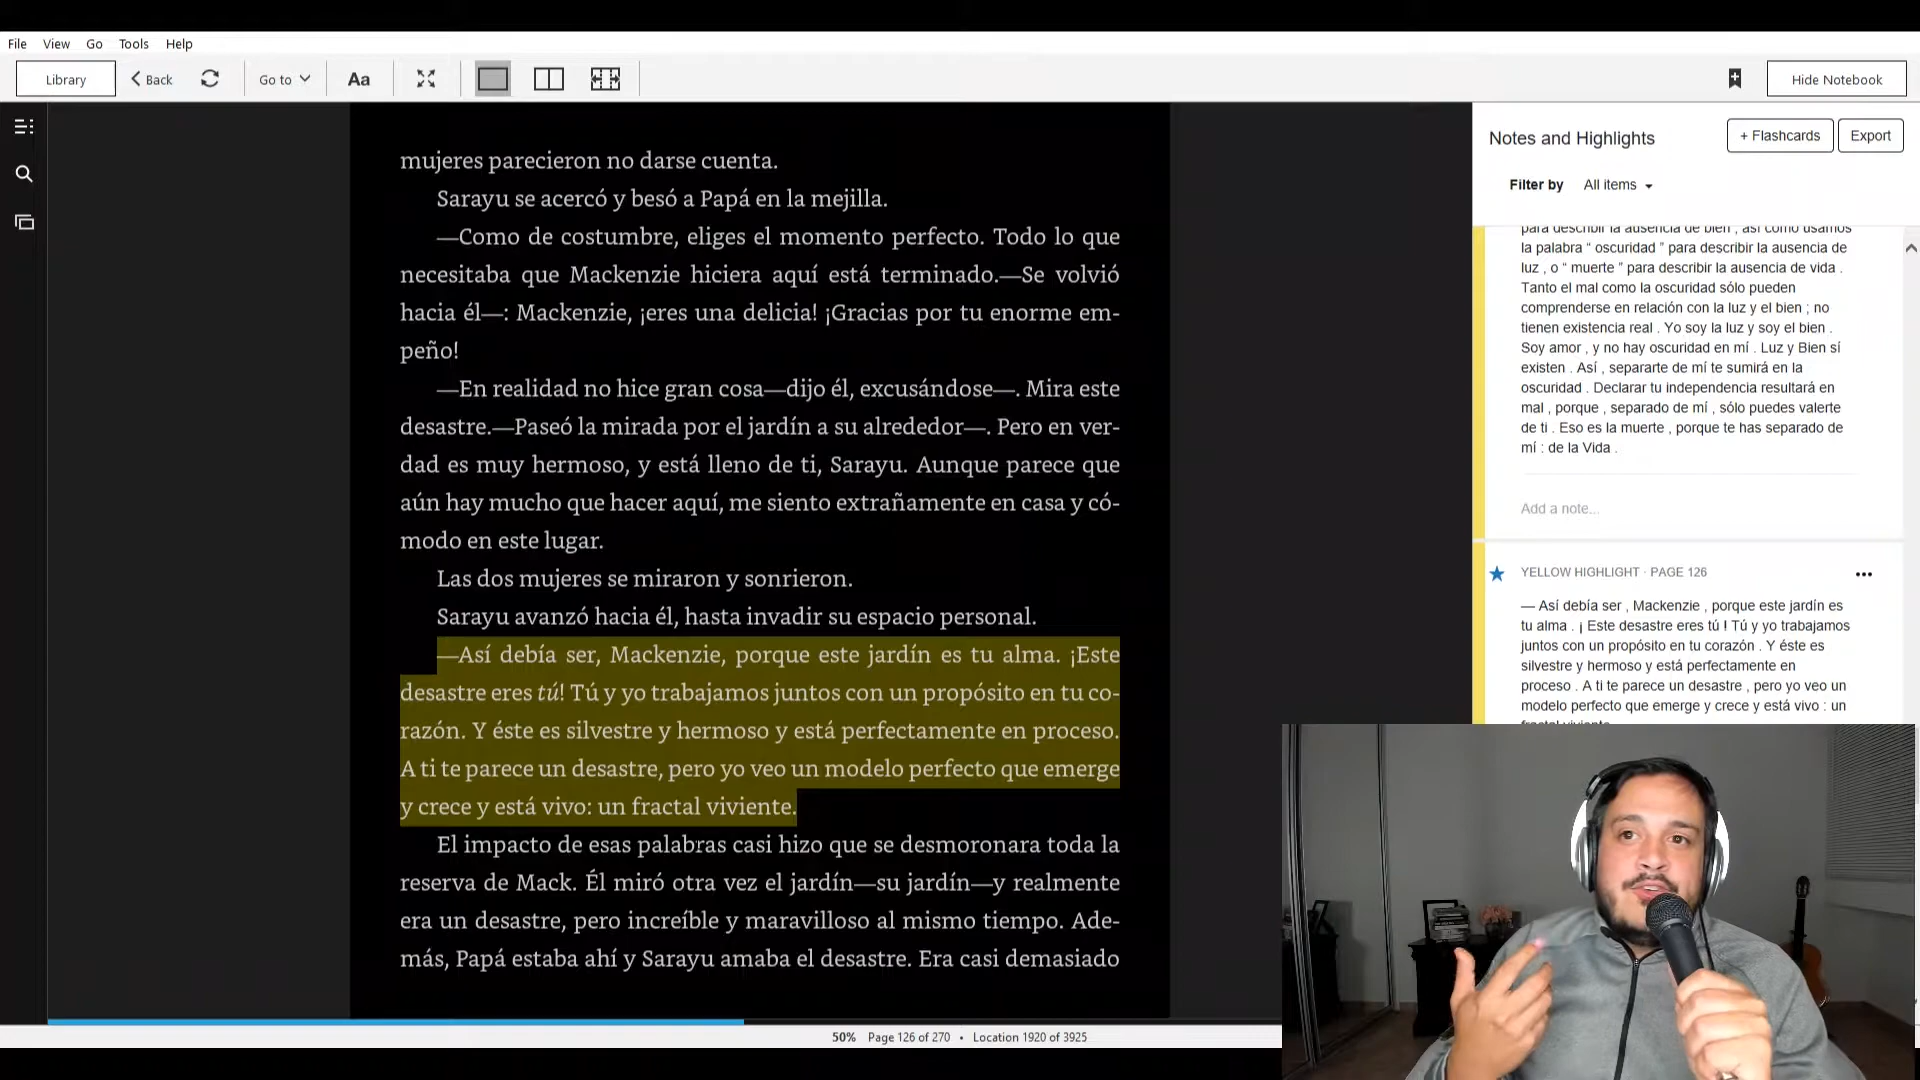 File View Go Tools Help
Library Back Go to Aa Hide Notebook
mujeres parecieron no darse cuenta.
Sarayu se acercó y besó a Papá en la mejilla.
—Como de costumbre, eliges el momento perfecto. Todo lo que
necesitaba que Mackenzie hiciera aquí está terminado.—Se volvió
hacia él—: Mackenzie, ¡eres una delicia! ¡Gracias por tu enorme em-
peño!
—En realidad no hice gran cosa—dijo él, excusándose—. Mira este
desastre.—Paseó la mirada por el jardín a su alrededor—. Pero en ver-
dad es muy hermoso, y está lleno de ti, Sarayu. Aunque parece que
aún hay mucho que hacer aquí, me siento extrañamente en casa y có-
modo en este lugar.
Las dos mujeres se miraron y sonrieron.
Sarayu avanzó hacia él, hasta invadir su espacio personal.
—Así debía ser, Mackenzie, porque este jardín es tu alma. ¡Este
desastre eres tú! Tú y yo trabajamos juntos con un propósito en tu co-
razón. Y éste es silvestre y hermoso y está perfectamente en proceso.
A ti te parece un desastre, pero yo veo un modelo perfecto que emerge
y crece y está vivo: un fractal viviente.
El impacto de esas palabras casi hizo que se desmoronara toda la
reserva de Mack. Él miró otra vez el jardín—su jardín—y realmente
era un desastre, pero increíble y maravilloso al mismo tiempo. Ade-
más, Papá estaba ahí y Sarayu amaba el desastre. Era casi demasiado
50% Page 126 of 270 • Location 1920 of 3925
Notes and Highlights + Flashcards Export
Filter by All items
para describir la ausencia de bien , así como usamos
la palabra “ oscuridad ” para describir la ausencia de
luz , o “ muerte ” para describir la ausencia de vida .
Tanto el mal como la oscuridad sólo pueden
comprenderse en relación con la luz y el bien ; no
tienen existencia real . Yo soy la luz y soy el bien .
Soy amor , y no hay oscuridad en mí . Luz y Bien sí
existen . Así , separarte de mí te sumirá en la
oscuridad . Declarar tu independencia resultará en
mal , porque , separado de mí , sólo puedes valerte
de ti . Eso es la muerte , porque te has separado de
mí : de la Vida .
Add a note...
YELLOW HIGHLIGHT · PAGE 126
— Así debía ser , Mackenzie , porque este jardín es
tu alma . ¡ Este desastre eres tú ! Tú y yo trabajamos
juntos con un propósito en tu corazón . Y éste es
silvestre y hermoso y está perfectamente en
proceso . A ti te parece un desastre , pero yo veo un
modelo perfecto que emerge y crece y está vivo : un
fractal viviente